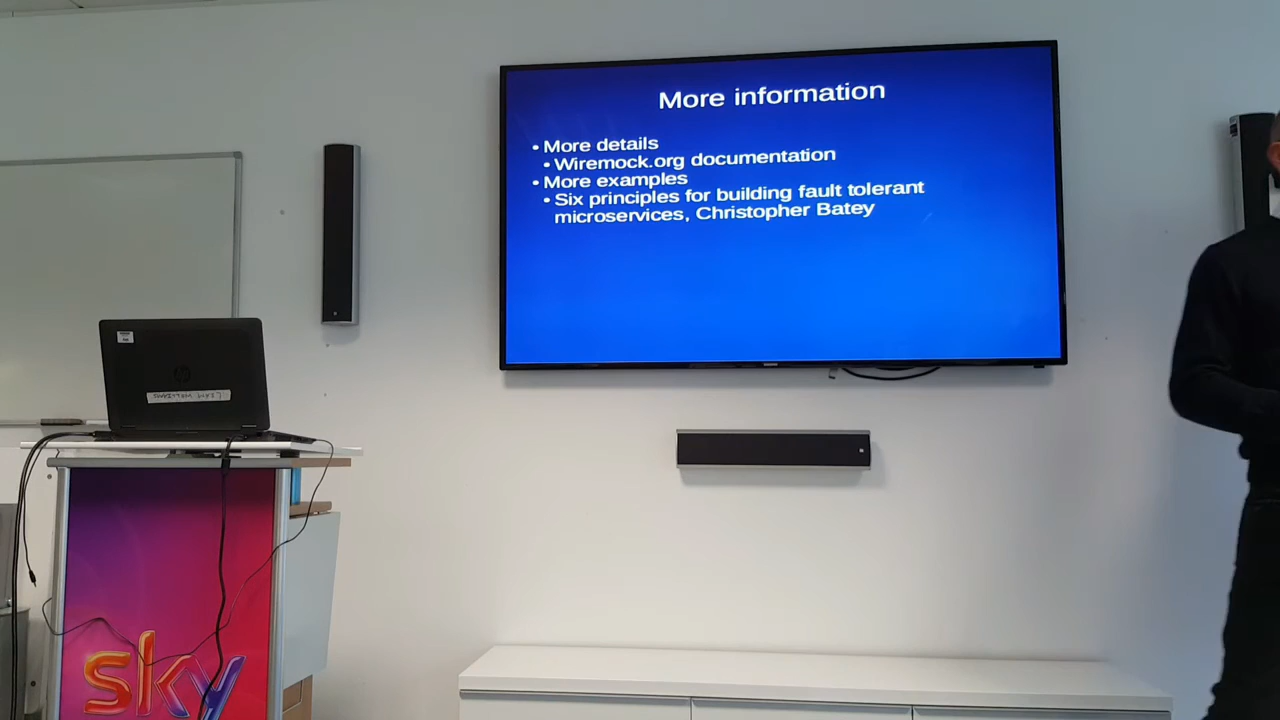 More information
• More details
• Wiremock.org documentation
• More examples
• Six principles for building fault tolerant
microservices, Christopher Batey
hp
sky